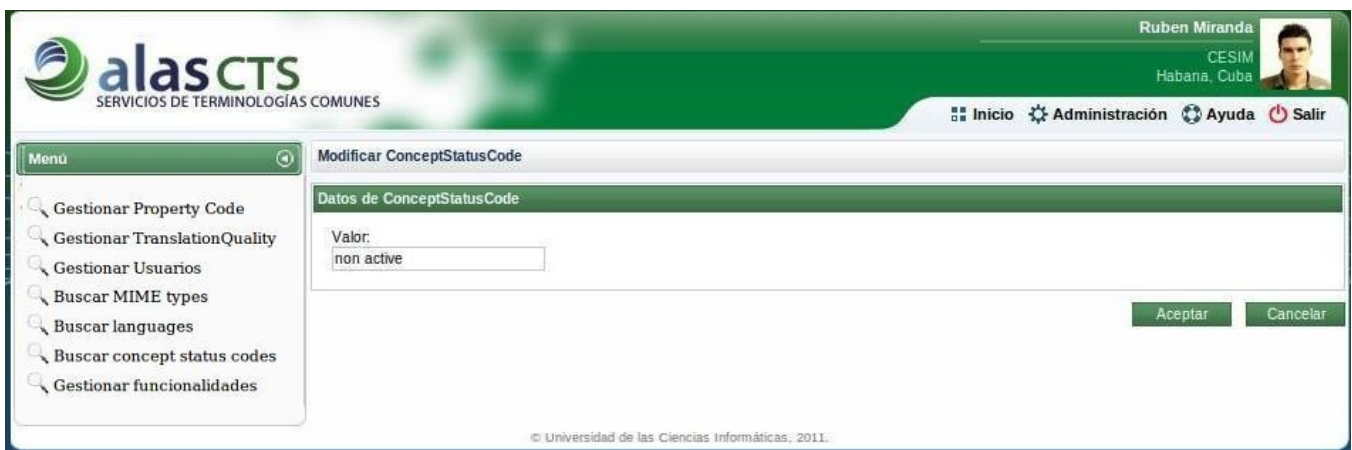 Ruben Miranda
CESIM
Habana, Cuba
alas CTS
SERVICIOS DE TERMINOLOGÍAS COMUNES
Inicio Administración Ayuda Salir
Menú
Gestionar Property Code
Gestionar TranslationQuality
Gestionar Usuarios
Buscar MIME types
Buscar languages
Buscar concept status codes
Gestionar funcionalidades
Modificar ConceptStatusCode
Datos de ConceptStatusCode
Valor:
non active
Aceptar Cancelar
© Universidad de las Ciencias Informáticas, 2011.